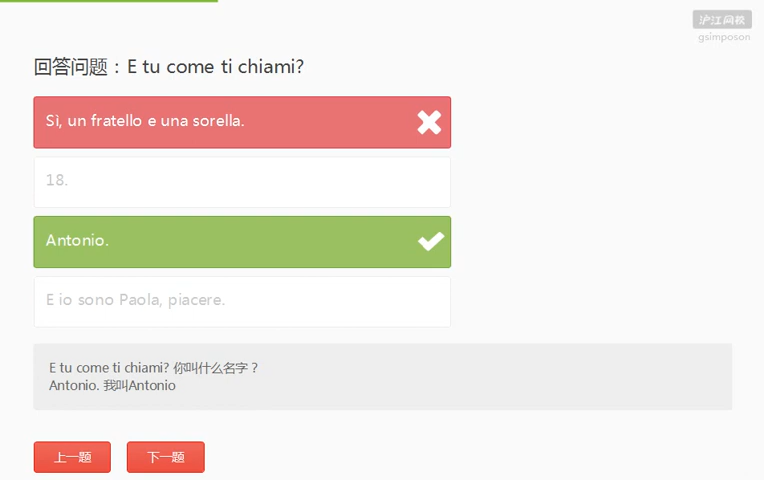 沪江网校
gsimposon
回答问题：E tu come ti chiami?
Sì, un fratello e una sorella.
18.
Antonio.
E io sono Paola, piacere.
E tu come ti chiami? 你叫什么名字？
Antonio. 我叫Antonio
上一题
下一题